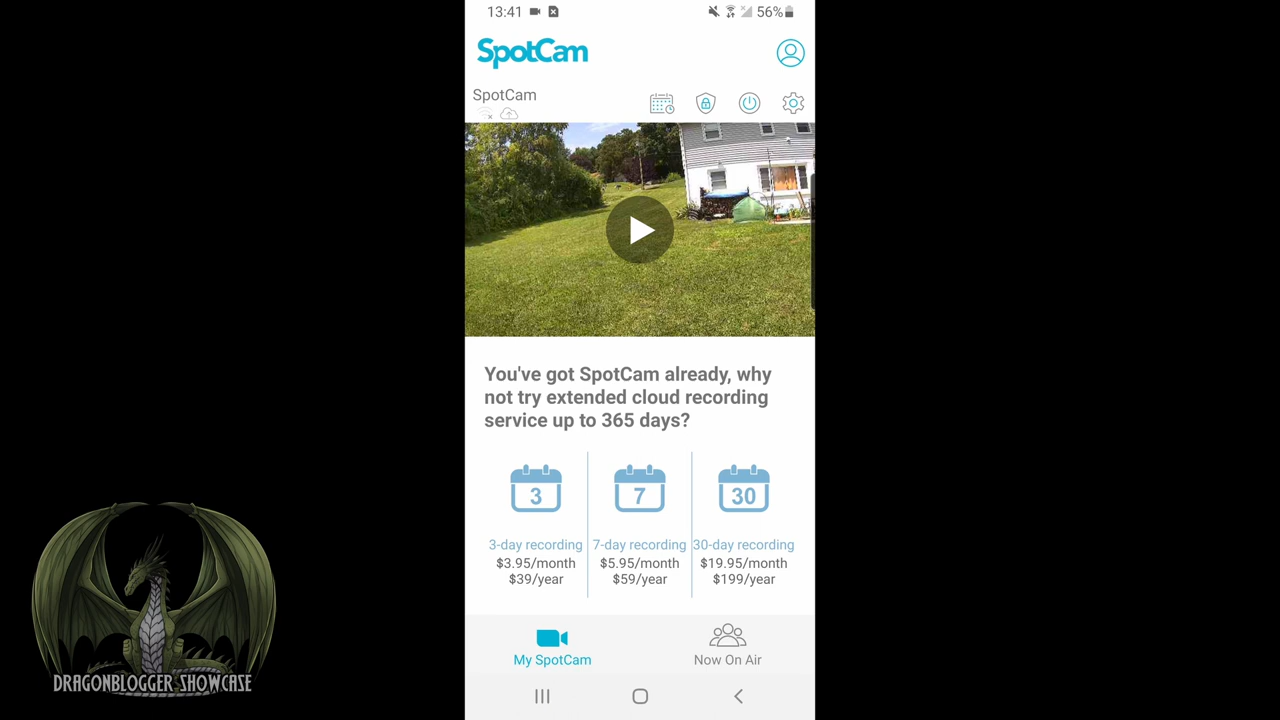 13:41
56%
SpotCam
SpotCam
You've got SpotCam already, why
not try extended cloud recording
service up to 365 days?
3
7
30
3-day recording
7-day recording
30-day recording
$3.95/month
$5.95/month
$19.95/month
$39/year
$59/year
$199/year
My SpotCam
Now On Air
DRAGONBLOGGER SHOWCASE